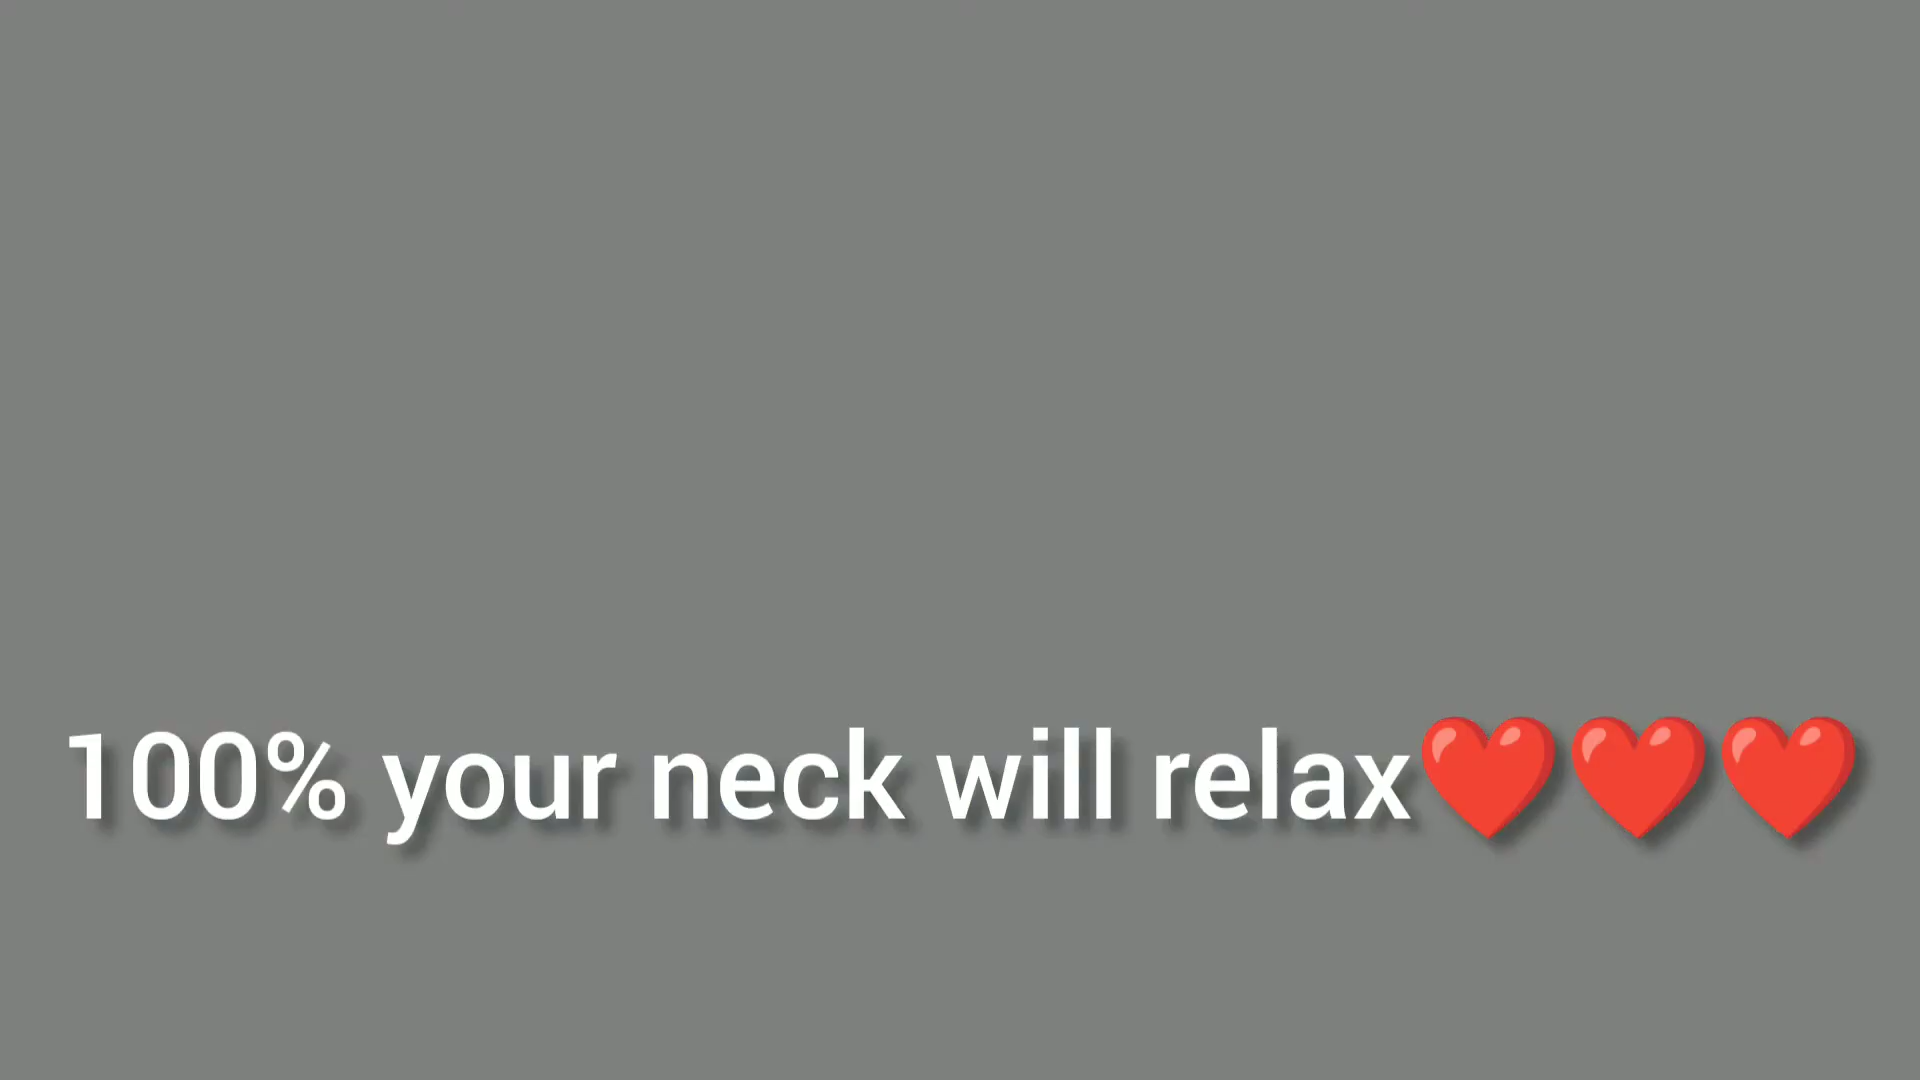 100% your neck will relax❤️❤️❤️